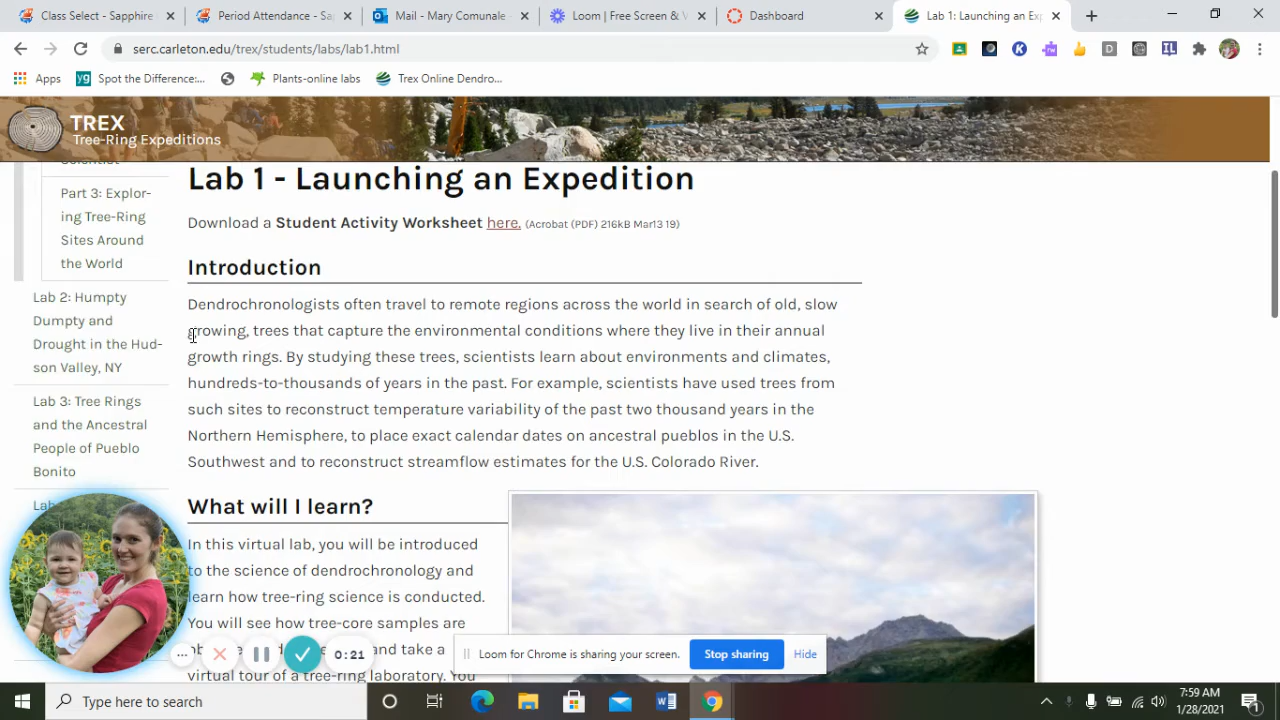 Class Select - Sapphire
Period Attendance - Sa
Mail - Mary Comunale -
Loom | Free Screen & V
Dashboard
Lab 1: Launching an Ex
serc.carleton.edu/trex/students/labs/lab1.html
Apps
yg Spot the Difference:...
Plants-online labs
Trex Online Dendro...
TREX
Tree-Ring Expeditions
Scientist
Part 3: Explor-
ing Tree-Ring
Sites Around
the World
Lab 2: Humpty
Dumpty and
Drought in the Hud-
son Valley, NY
Lab 3: Tree Rings
and the Ancestral
People of Pueblo
Bonito
Lab 1 - Launching an Expedition
Download a Student Activity Worksheet here. (Acrobat (PDF) 216kB Mar13 19)
Introduction
Dendrochronologists often travel to remote regions across the world in search of old, slow
growing, trees that capture the environmental conditions where they live in their annual
growth rings. By studying these trees, scientists learn about environments and climates,
hundreds-to-thousands of years in the past. For example, scientists have used trees from
such sites to reconstruct temperature variability of the past two thousand years in the
Northern Hemisphere, to place exact calendar dates on ancestral pueblos in the U.S.
Southwest and to reconstruct streamflow estimates for the U.S. Colorado River.
What will I learn?
In this virtual lab, you will be introduced
to the science of dendrochronology and
learn how tree-ring science is conducted.
You will see how tree-core samples are
and take a
virtual tour of a tree-ring laboratory. You
0:21
Loom for Chrome is sharing your screen.
Stop sharing
Hide
Type here to search
7:59 AM
1/28/2021